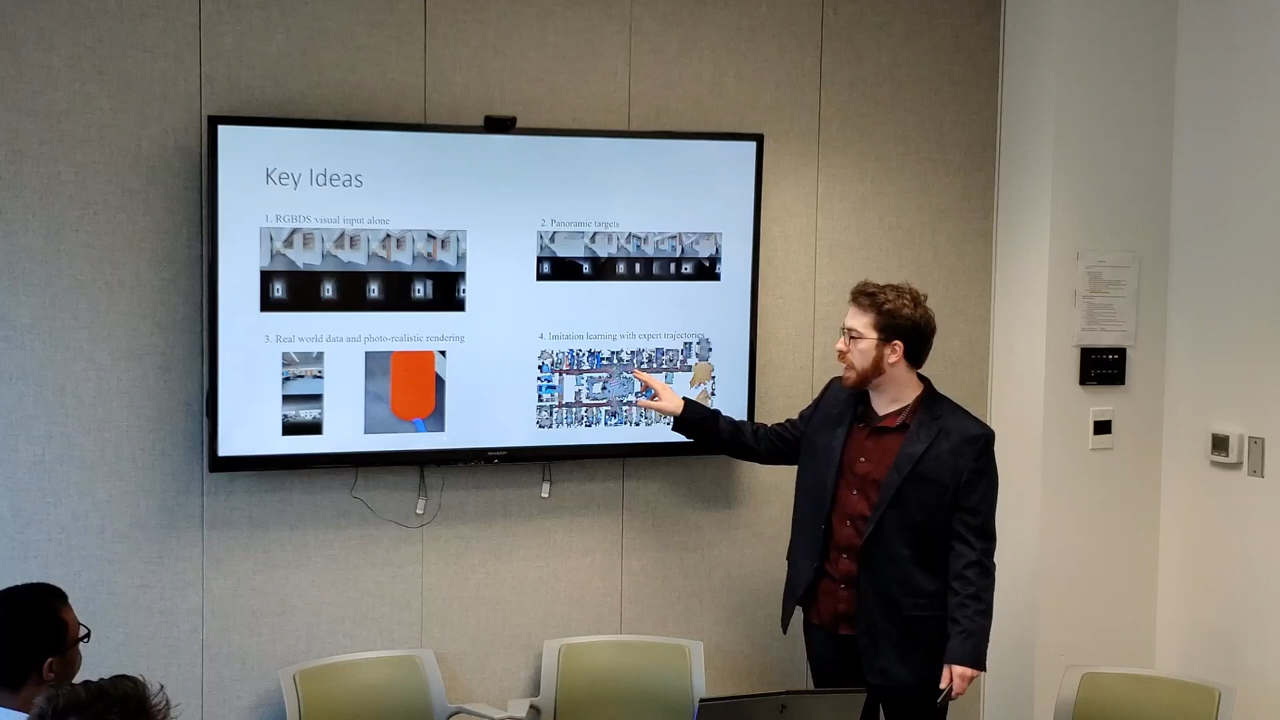 Key Ideas
1. RGBDS visual input alone
2. Panoramic targets
3. Real world data and photo-realistic rendering
4. Imitation learning with expert trajectories
SHARP